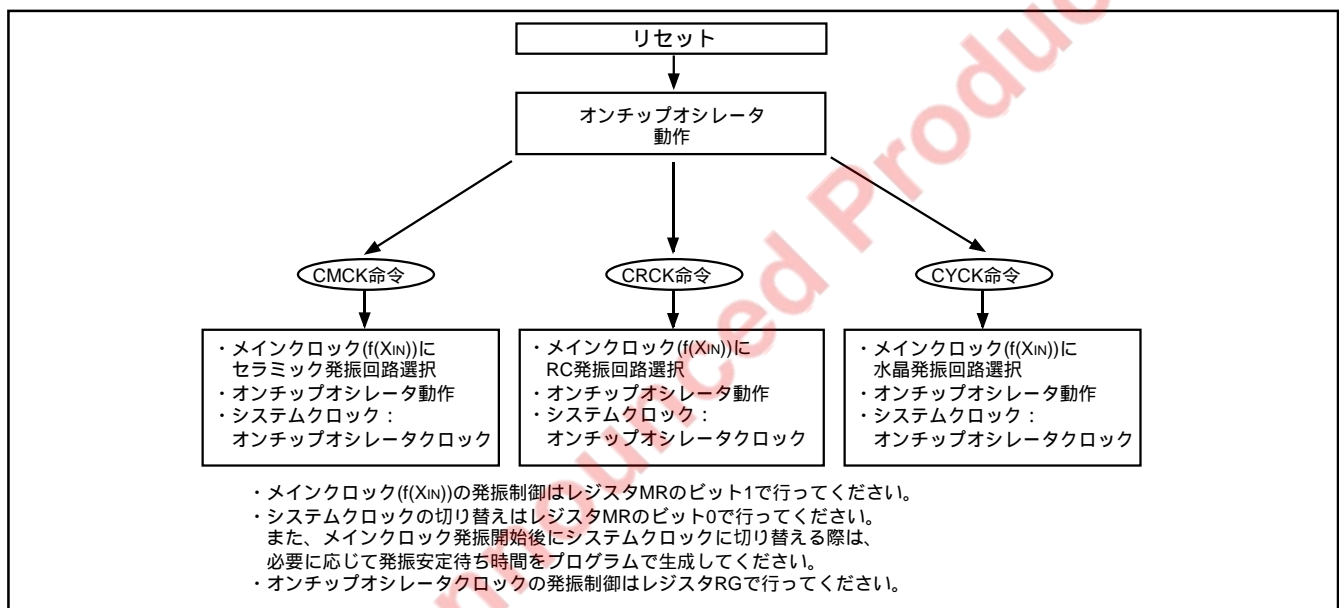 リセット
オンチップオシレータ
動作
CMCK命令
CRCK命令
CYCK命令
・メインクロック(f(XIN))に
セラミック発振回路選択
・オンチップオシレータ動作
・システムクロック：
オンチップオシレータクロック
・メインクロック(f(XIN))に
RC発振回路選択
・オンチップオシレータ動作
・システムクロック：
オンチップオシレータクロック
・メインクロック(f(XIN))に
水晶発振回路選択
・オンチップオシレータ動作
・システムクロック：
オンチップオシレータクロック
・メインクロック(f(XIN))の発振制御はレジスタMRのビット1で行ってください。
・システムクロックの切り替えはレジスタMRのビット0で行ってください。
また、メインクロック発振開始後にシステムクロックに切り替える際は、
必要に応じて発振安定待ち時間をプログラムで生成してください。
・オンチップオシレータクロックの発振制御はレジスタRGで行ってください。